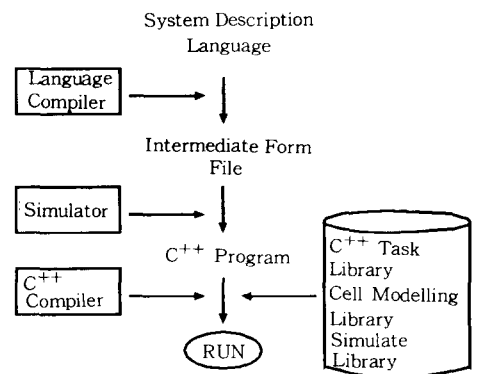 System Description
Language
Language
Compiler
Intermediate Form
File
Simulator
C++ Program
C++
Compiler
RUN
C++ Task
Library
Cell Modelling
Library
Simulate
Library